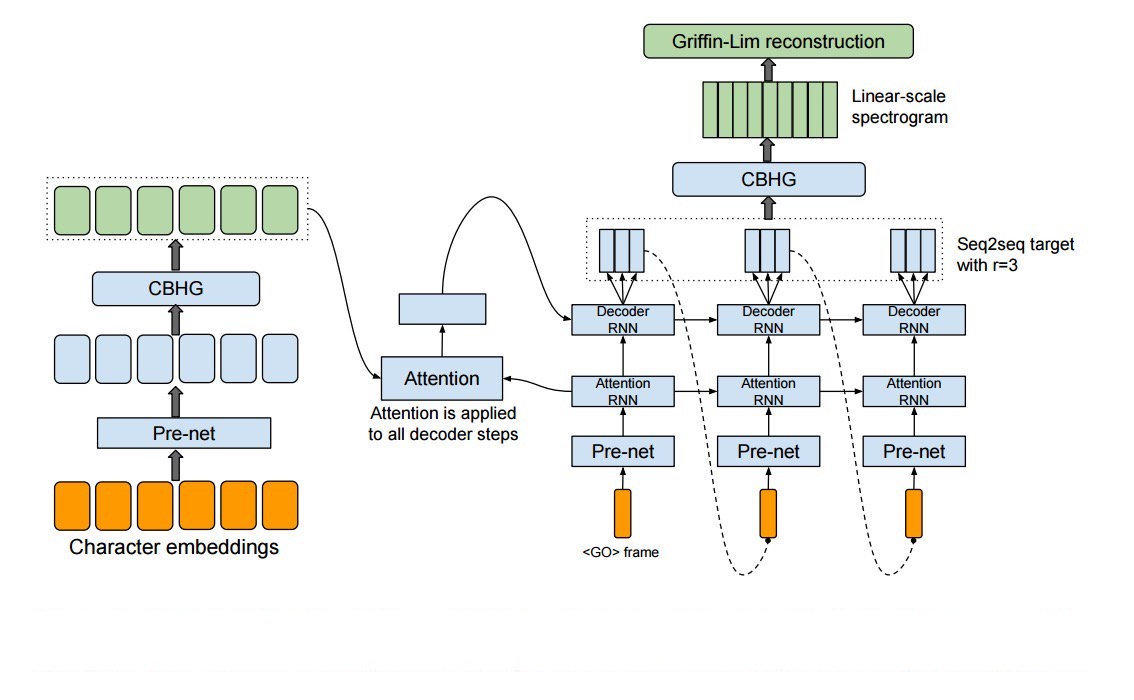 Griffin-Lim reconstruction
Linear-scale
spectrogram
CBHG
Seq2seq target
with r=3
CBHG
Decoder
RNN
Decoder
RNN
Decoder
RNN
Attention
Attention is applied
to all decoder steps
Attention
RNN
Attention
RNN
Attention
RNN
Pre-net
Pre-net
Pre-net
Pre-net
Character embeddings
<GO> frame